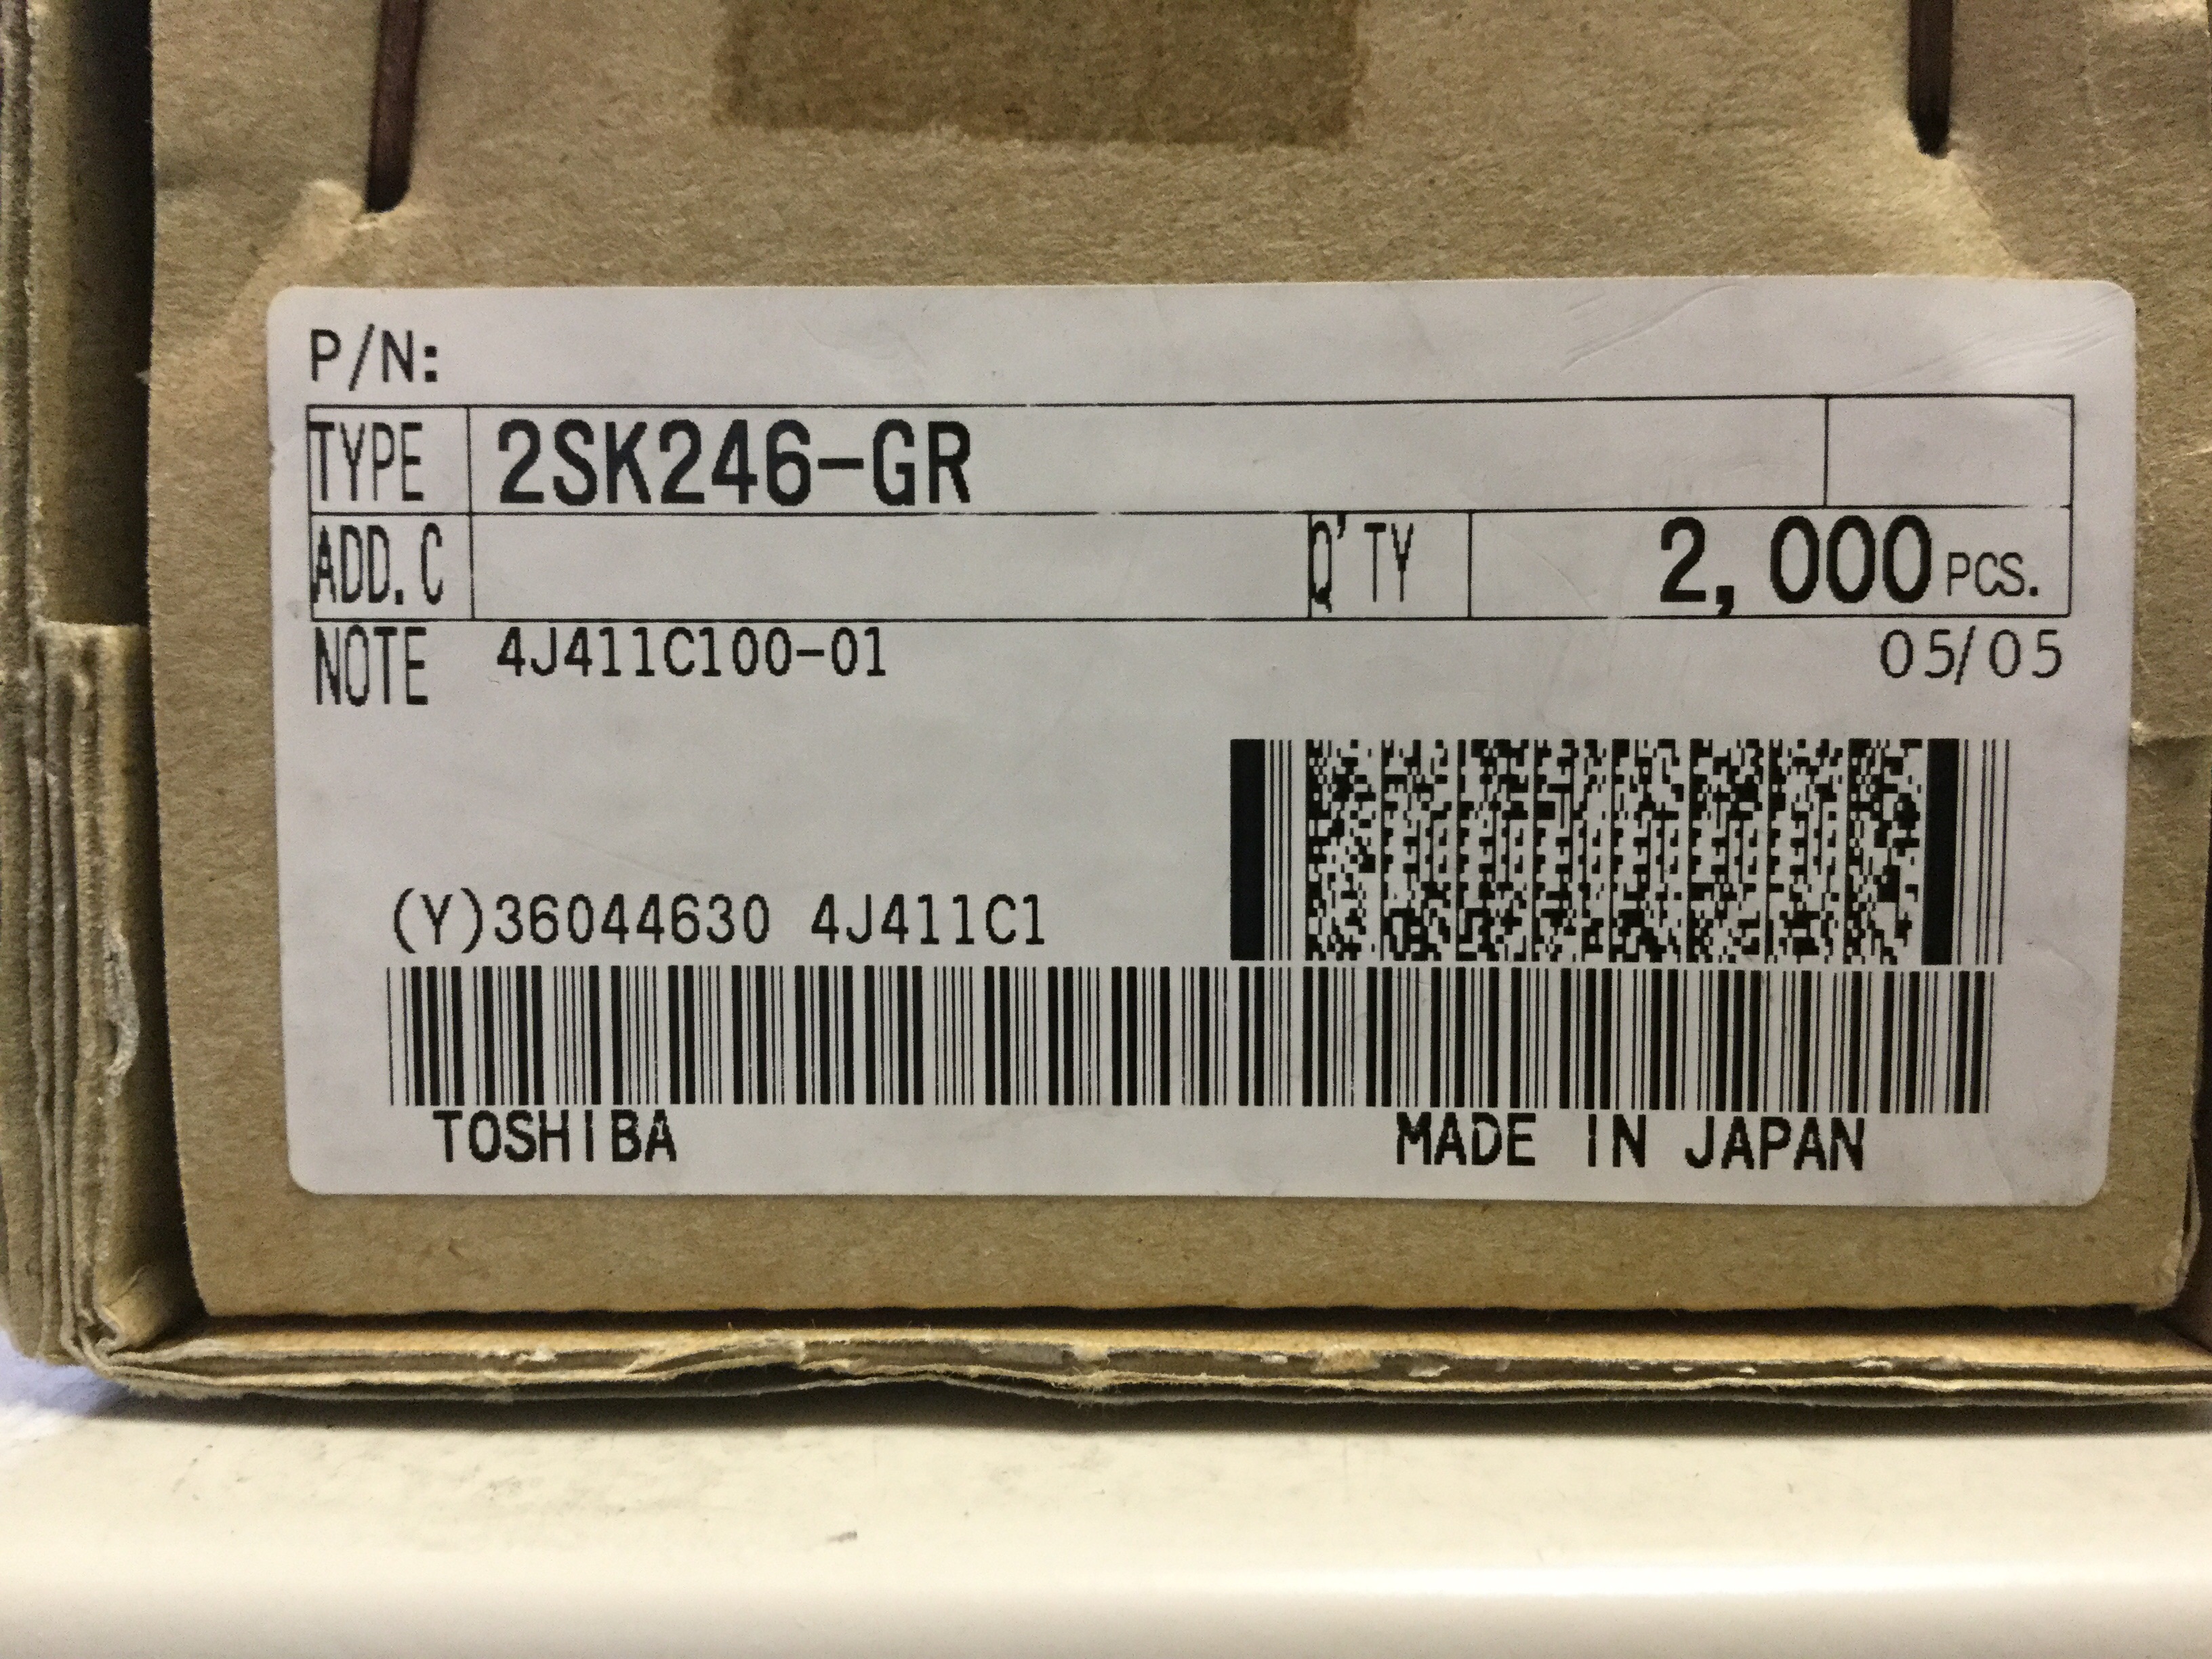 P/N:
TYPE 2SK246-GR
ADD.C Q'TY 2,000 PCS.
NOTE 4J411C100-01 05/05
(Y)36044630 4J411C1
TOSHIBA MADE IN JAPAN